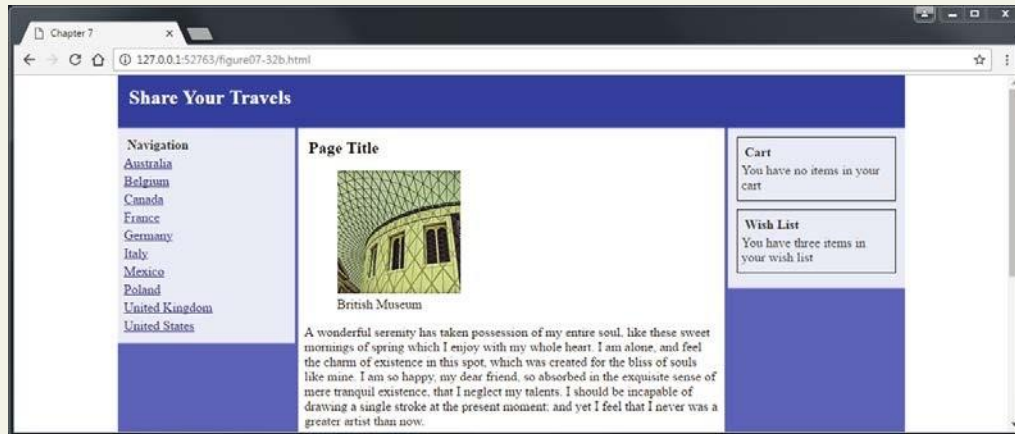 Chapter 7
127.0.0.1:52763/figure07-32b.html
Share Your Travels
Navigation
Australia
Belgium
Canada
France
Germany
Italy
Mexico
Poland
United Kingdom
United States
Page Title
British Museum
A wonderful serenity has taken possession of my entire soul, like these sweet
mornings of spring which I enjoy with my whole heart. I am alone, and feel
the charm of existence in this spot, which was created for the bliss of souls
like mine. I am so happy, my dear friend, so absorbed in the exquisite sense of
mere tranquil existence, that I neglect my talents. I should be incapable of
drawing a single stroke at the present moment; and yet I feel that I never was a
greater artist than now.
Cart
You have no items in your
cart
Wish List
You have three items in
your wish list